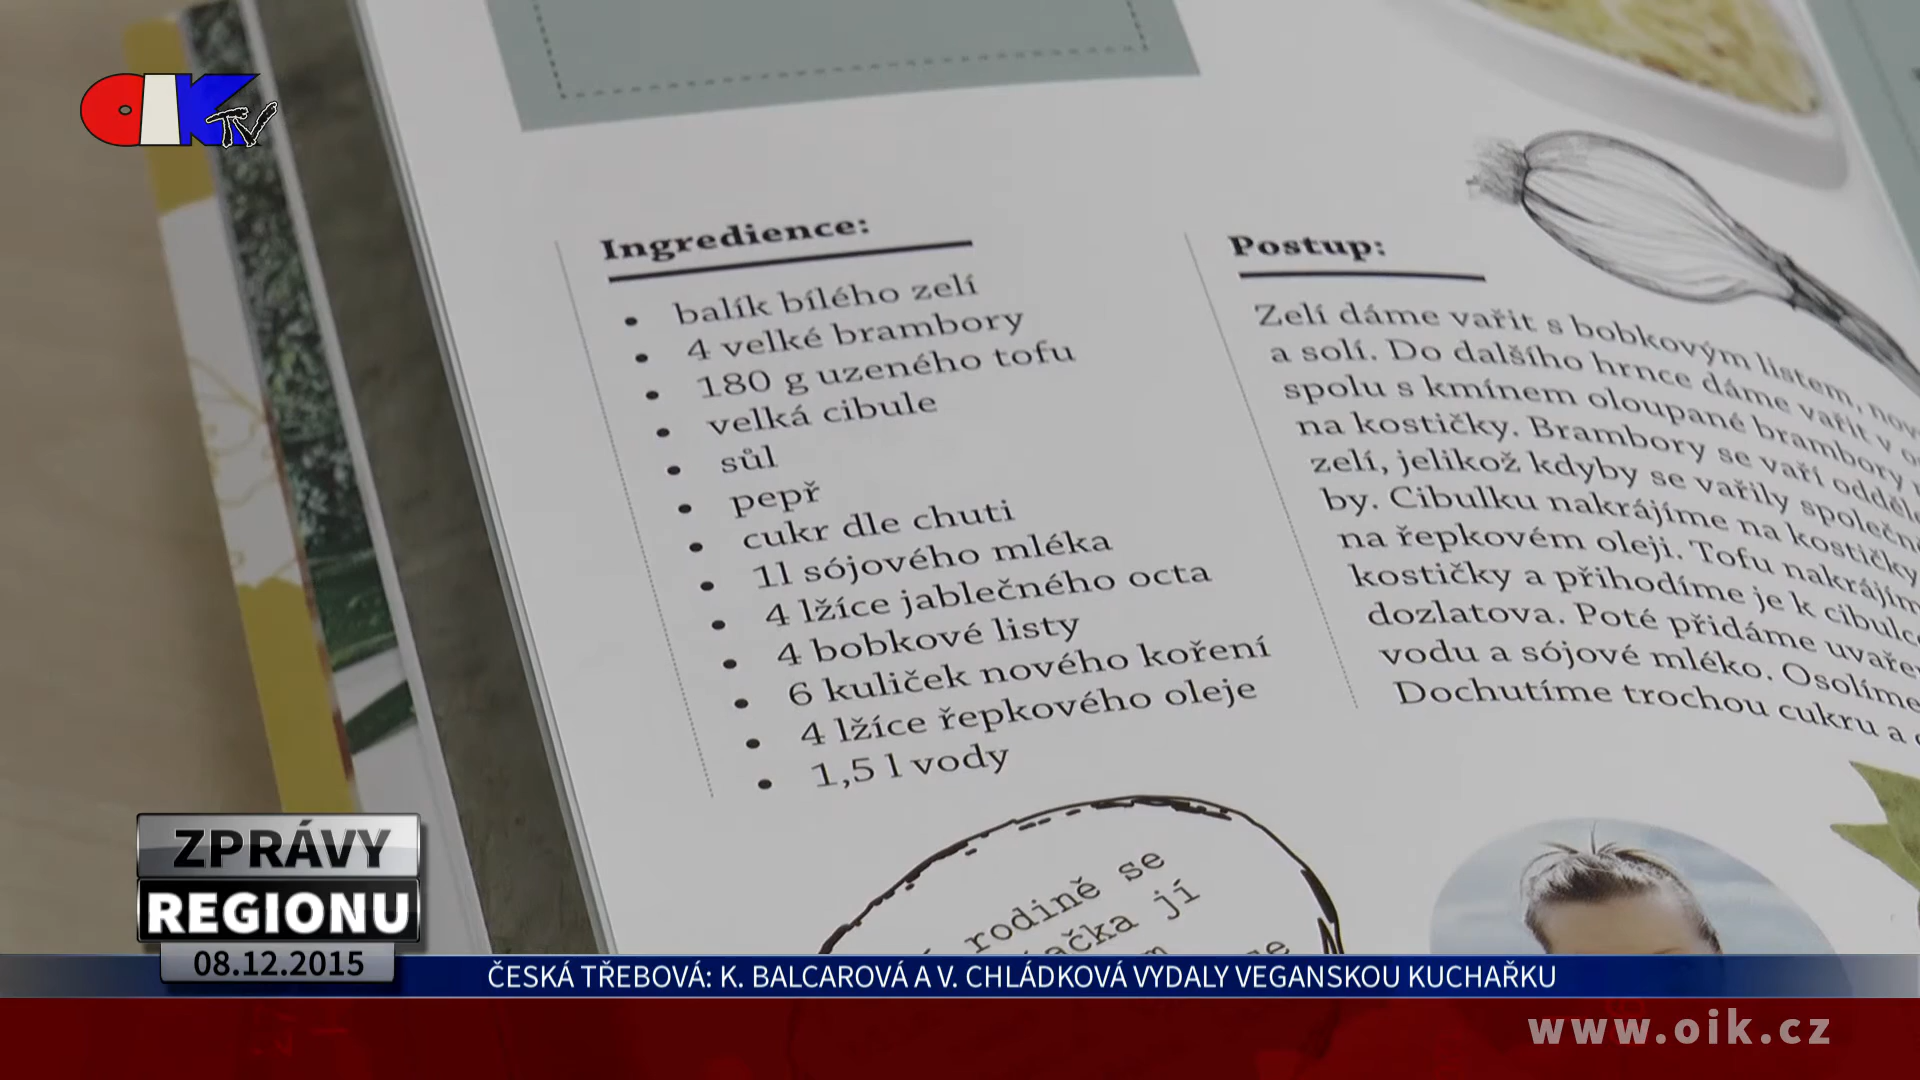 OIK TV
Ingredience:
• balík bílého zelí
• 4 velké brambory
• 180 g uzeného tofu
• velká cibule
• sůl
• pepř
• cukr dle chuti
• 1l sójového mléka
• 4 lžíce jablečného octa
• 4 bobkové listy
• 6 kuliček nového koření
• 4 lžíce řepkového oleje
• 1,5 l vody
Postup:
Zelí dáme vařit s bobkovým listem,
a solí. Do dalšího hrnce dáme vařit v
spolu s kmínem oloupané brambory
na kostičky. Brambory se vaří
zelí, jelikož kdyby se vařily
by. Cibulku nakrájíme na kostičky
na řepkovém oleji. Tofu
kostičky a přihodíme je k
dozlatova. Poté přidáme
vodu a sójové mléko. Osolíme
Dochutíme trochou cukru a
rodině se
jí
ZPRÁVY
REGIONU
08.12.2015
ČESKÁ TŘEBOVÁ: K. BALCAROVÁ A V. CHLÁDKOVÁ VYDALY VEGANSKOU KUCHAŘKU
www.oik.cz